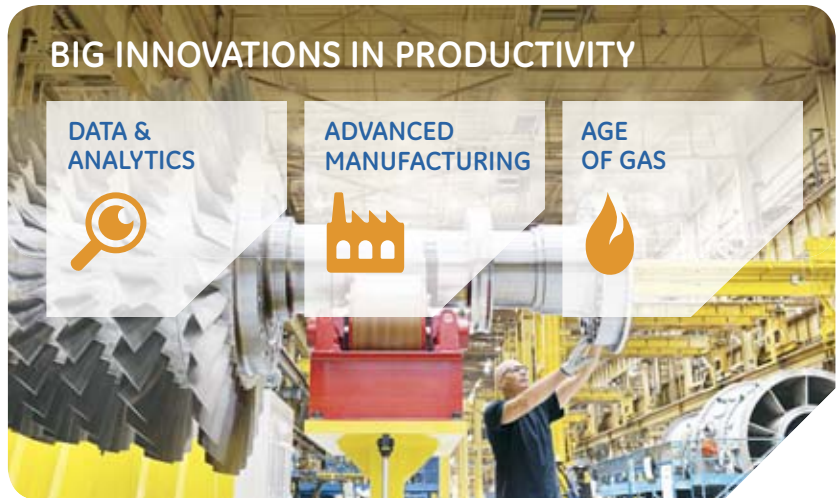 BIG INNOVATIONS IN PRODUCTIVITY
DATA &
ANALYTICS
ADVANCED
MANUFACTURING
AGE
OF GAS